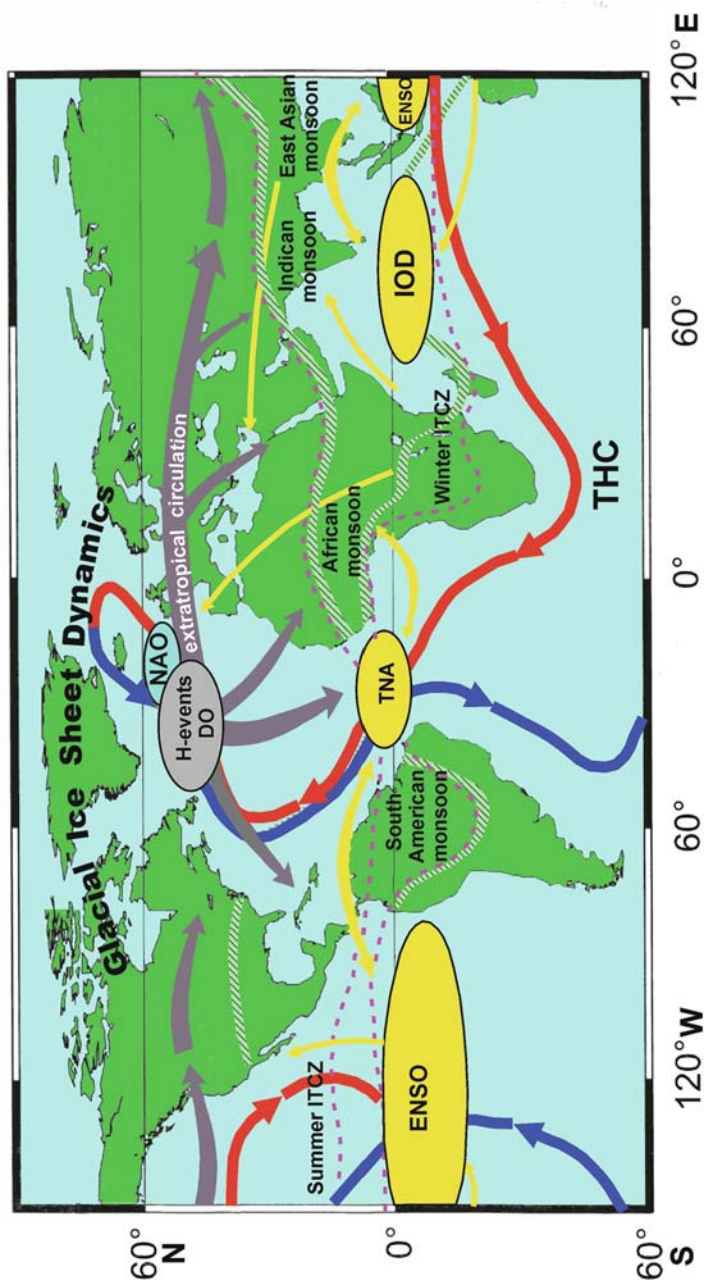 Glacial Ice Sheet Dynamics
60°
N
0°
60°
S
120°W
60°
0°
60°
120°E
NAO
H-events
DO
extratropical circulation
East Asian
monsoon
Indican
monsoon
African
monsoon
South
American
monsoon
Summer ITCZ
Winter ITCZ
ENSO
TNA
IOD
ENSO
THC